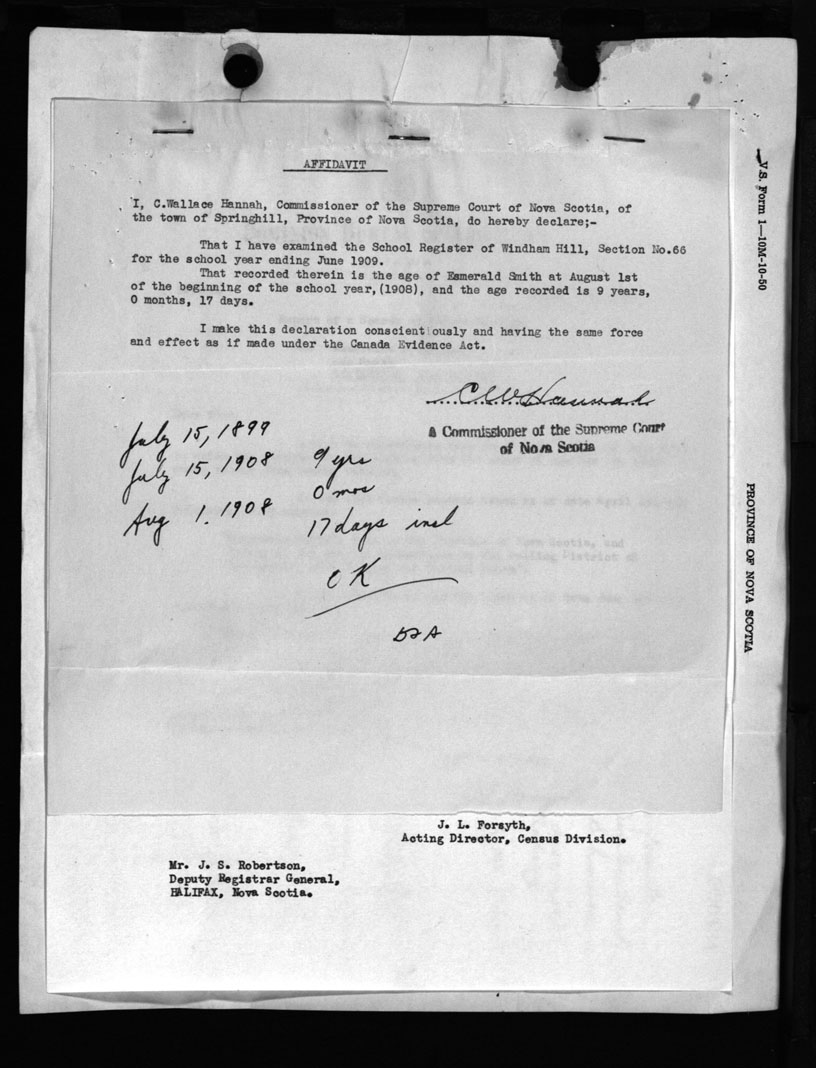 AFFIDAVIT
I, C.Wallace Hannah, Commissioner of the Supreme Court of Nova Scotia, of
the town of Springhill, Province of Nova Scotia, do hereby declare;-
That I have examined the School Register of Windham Hill, Section No.66
for the school year ending June 1909.
That recorded therein is the age of Esmerald Smith at August 1st
of the beginning of the school year,(1908), and the age recorded is 9 years,
0 months, 17 days.
I make this declaration conscientiously and having the same force
and effect as if made under the Canada Evidence Act.
C W Hannah
A Commissioner of the Supreme Court
of Nova Scotia
July 15, 1899
July 15, 1908 9 yrs
0 mos
Aug 1. 1908 17 days incl
OK
J. L. Forsyth,
Acting Director, Census Division.
Mr. J. S. Robertson,
Deputy Registrar General,
HALIFAX, Nova Scotia.
V.S. Form 1—10M-10-50
PROVINCE OF NOVA SCOTIA